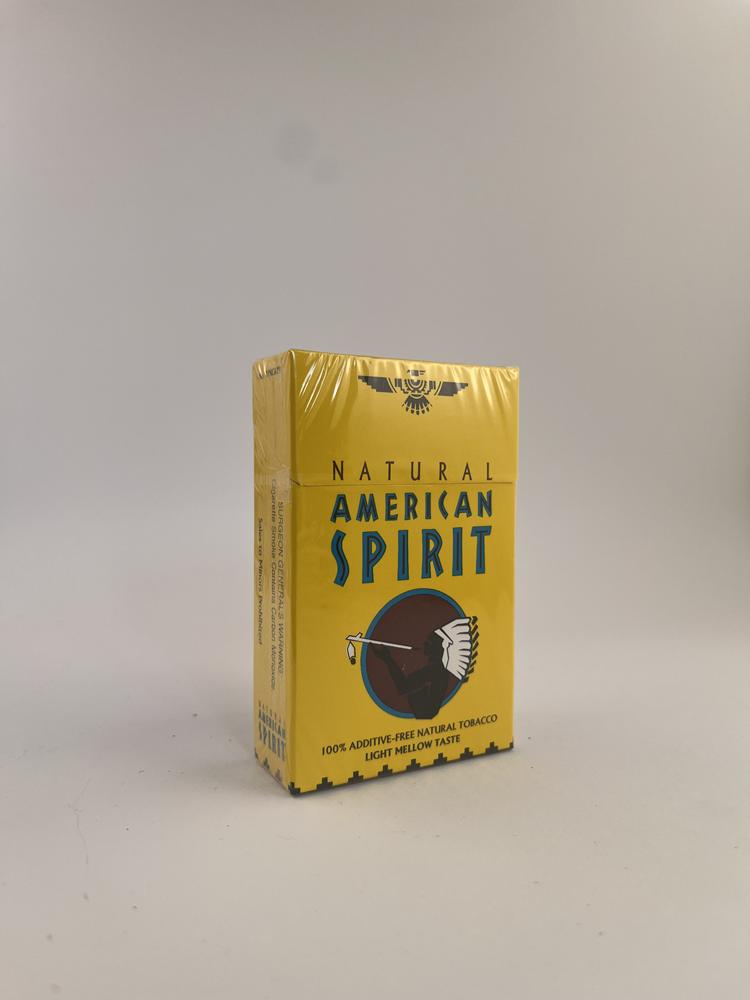 NATURAL
AMERICAN
SPIRIT
100% ADDITIVE-FREE NATURAL TOBACCO
LIGHT MELLOW TASTE
SURGEON GENERAL'S WARNING:
Cigarette Smoke Contains Carbon Monoxide.
Sales to Minors Prohibited
NATURAL
AMERICAN
SPIRIT